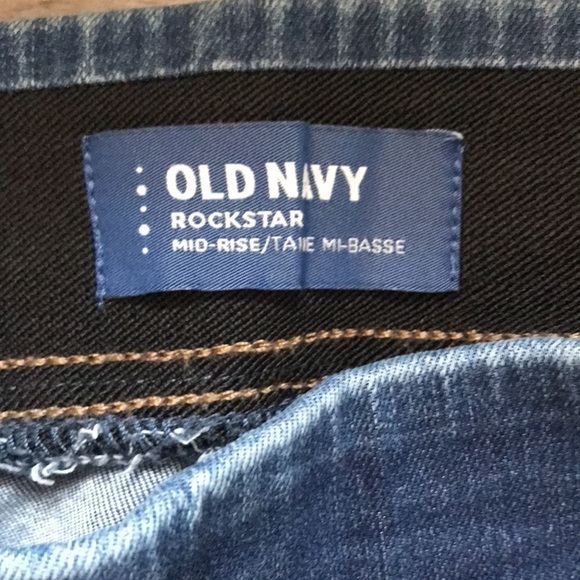 OLD NAVY
ROCKSTAR
MID-RISE/TAILLE MI-BASSE